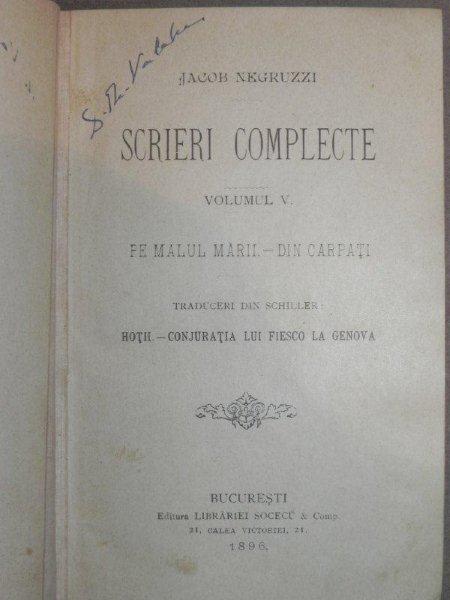 JACOB NEGRUZZI
SCRIERI COMPLECTE
VOLUMUL V.
PE MALUL MĂRII.—DIN CARPAŢI
TRADUCERI DIN SCHILLER:
HOŢII.—CONJURAŢIA LUI FIESCO LA GENOVA
BUCUREŞTI
Editura LIBRĂRIEI SOCECŬ & Comp.
21, CALEA VICTORIEI, 21.
1896.